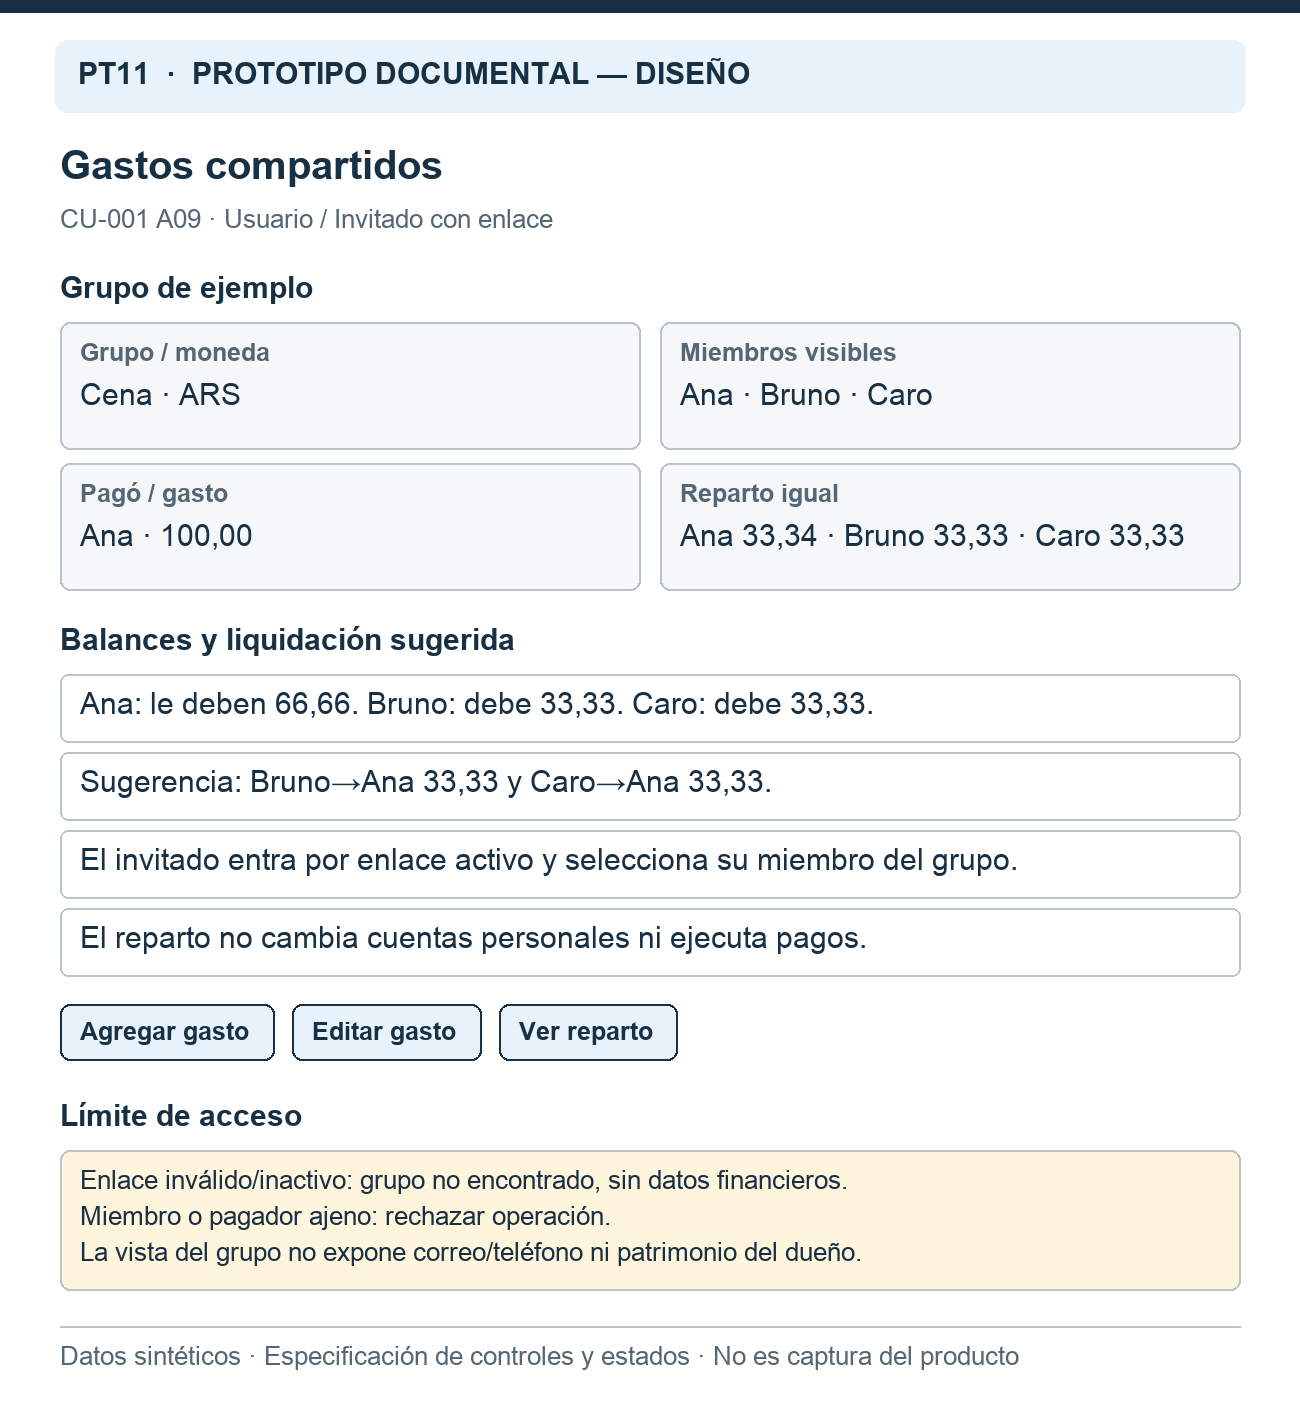 PT11 · PROTOTIPO DOCUMENTAL — DISEÑO
Gastos compartidos
CU-001 A09 · Usuario / Invitado con enlace
Grupo de ejemplo
Grupo / moneda
Cena · ARS
Miembros visibles
Ana · Bruno · Caro
Pagó / gasto
Ana · 100,00
Reparto igual
Ana 33,34 · Bruno 33,33 · Caro 33,33
Balances y liquidación sugerida
Ana: le deben 66,66. Bruno: debe 33,33. Caro: debe 33,33.
Sugerencia: Bruno→Ana 33,33 y Caro→Ana 33,33.
El invitado entra por enlace activo y selecciona su miembro del grupo.
El reparto no cambia cuentas personales ni ejecuta pagos.
Agregar gasto
Editar gasto
Ver reparto
Límite de acceso
Enlace inválido/inactivo: grupo no encontrado, sin datos financieros.
Miembro o pagador ajeno: rechazar operación.
La vista del grupo no expone correo/teléfono ni patrimonio del dueño.
Datos sintéticos · Especificación de controles y estados · No es captura del producto